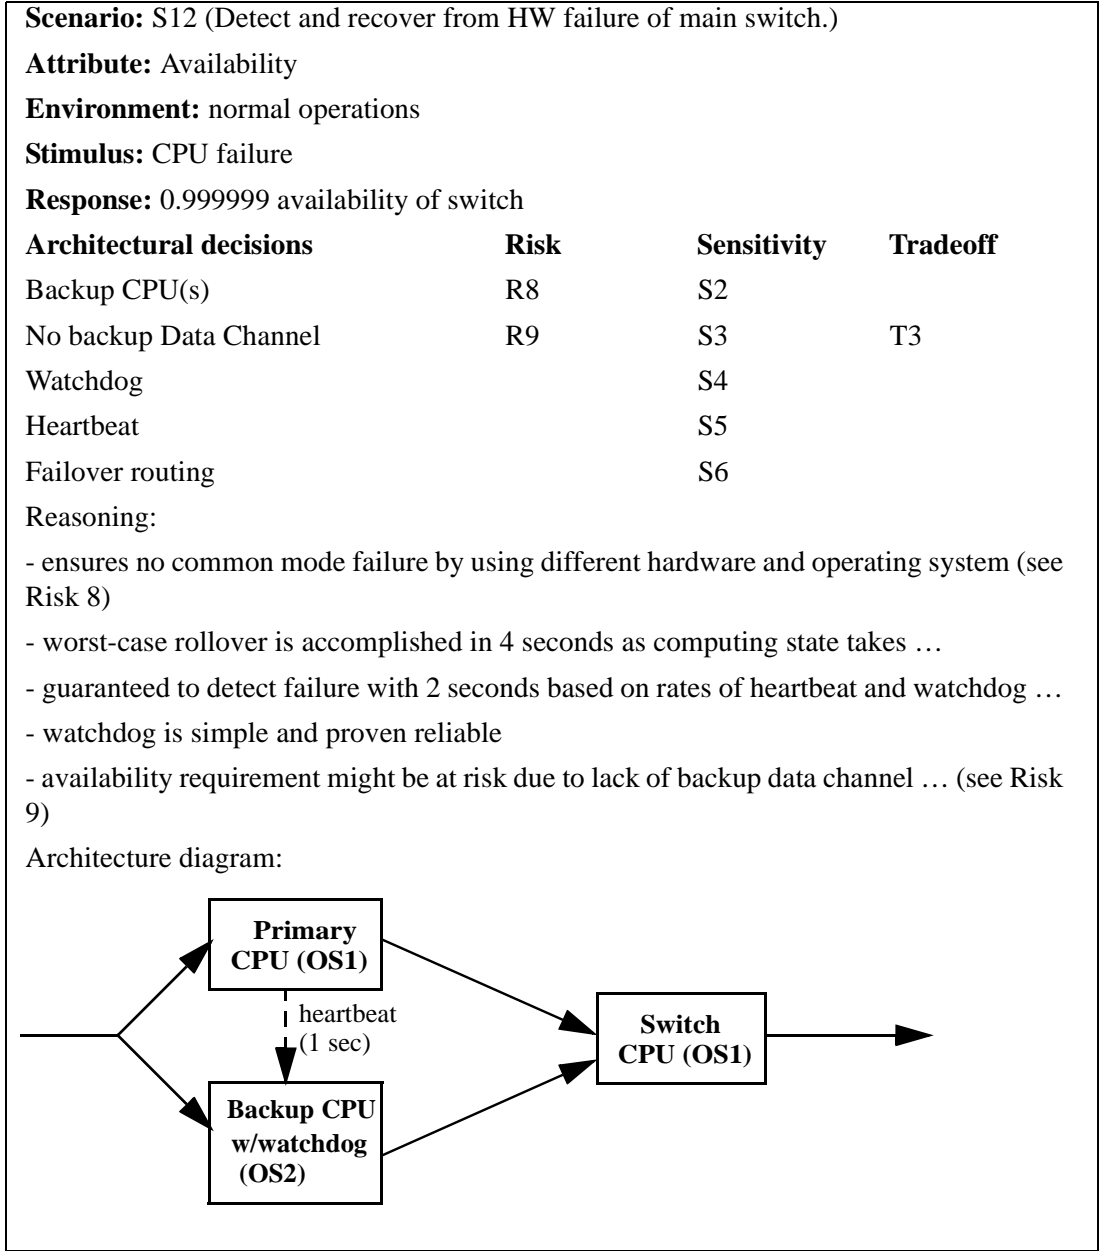 Scenario: S12 (Detect and recover from HW failure of main switch.)
Attribute: Availability
Environment: normal operations
Stimulus: CPU failure
Response: 0.999999 availability of switch
Architectural decisions Risk Sensitivity Tradeoff
Backup CPU(s) R8 S2
No backup Data Channel R9 S3 T3
Watchdog S4
Heartbeat S5
Failover routing S6
Reasoning:
- ensures no common mode failure by using different hardware and operating system (see
Risk 8)
- worst-case rollover is accomplished in 4 seconds as computing state takes …
- guaranteed to detect failure with 2 seconds based on rates of heartbeat and watchdog …
- watchdog is simple and proven reliable
- availability requirement might be at risk due to lack of backup data channel … (see Risk
9)
Architecture diagram:
Primary
CPU (OS1)
heartbeat
(1 sec)
Backup CPU
w/watchdog
(OS2)
Switch
CPU (OS1)